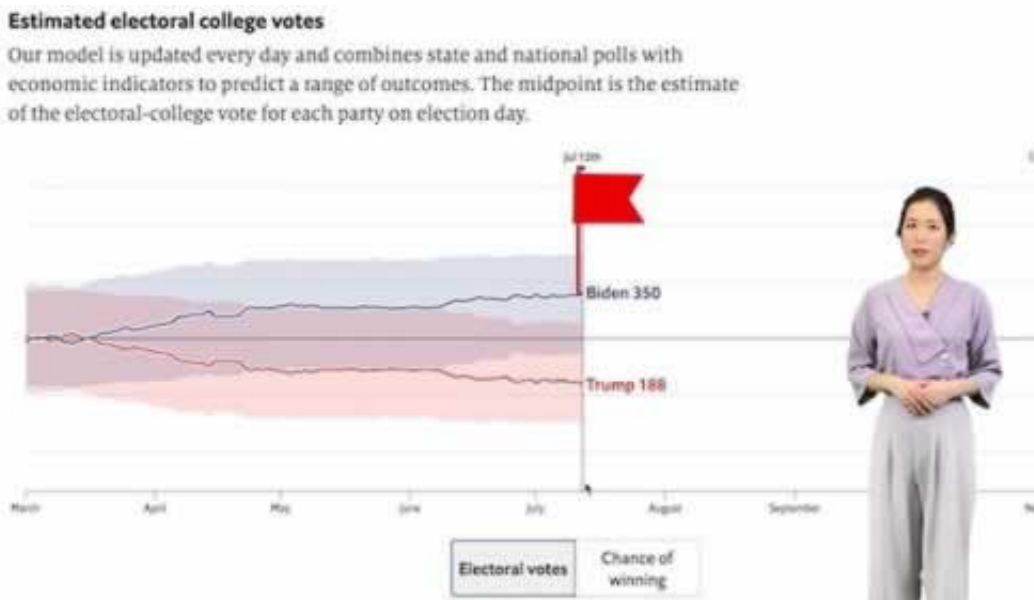 Estimated electoral college votes
Our model is updated every day and combines state and national polls with
economic indicators to predict a range of outcomes. The midpoint is the estimate
of the electoral-college vote for each party on election day.
Jul 12th
Biden 350
Trump 188
March April May June July August September
Electoral votes
Chance of
winning